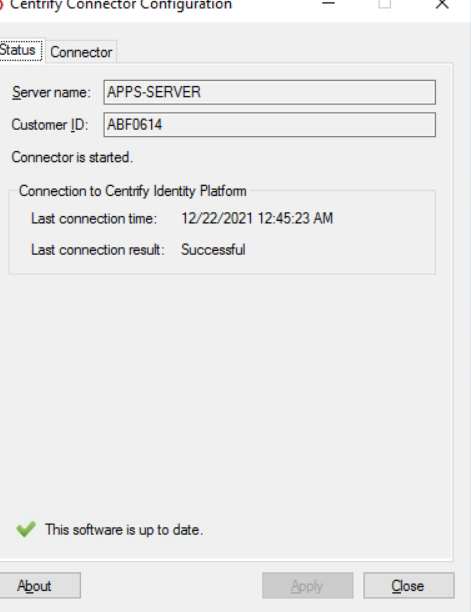 Centrify Connector Configuration
Status Connector
Server name: APPS-SERVER
Customer ID: ABF0614
Connector is started.
Connection to Centrify Identity Platform
Last connection time: 12/22/2021 12:45:23 AM
Last connection result: Successful
This software is up to date.
About Apply Close